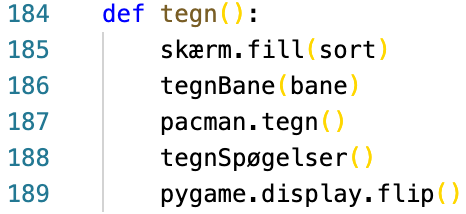 184 def tegn():
185 skærm.fill(sort)
186 tegnBane(bane)
187 pacman.tegn()
188 tegnSpøgelser()
189 pygame.display.flip()